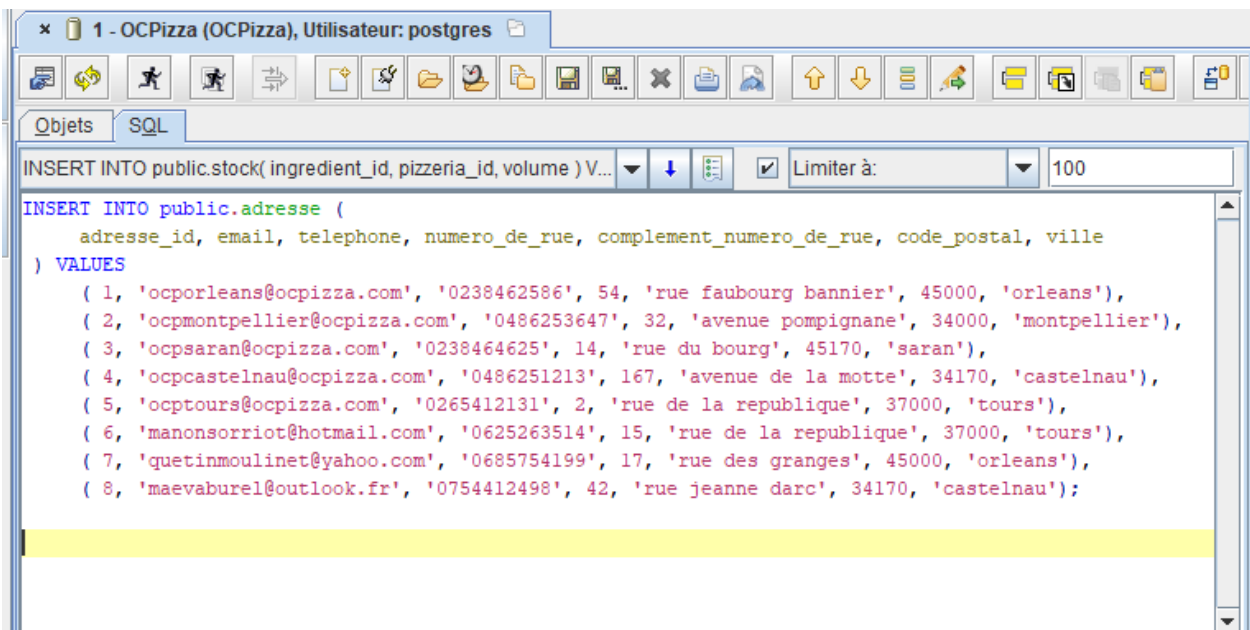 1 - OCPizza (OCPizza), Utilisateur: postgres
Objets SQL
INSERT INTO public.stock( ingredient_id, pizzeria_id, volume ) V... Limiter à: 100
INSERT INTO public.adresse (
adresse_id, email, telephone, numero_de_rue, complement_numero_de_rue, code_postal, ville
) VALUES
( 1, 'ocporleans@ocpizza.com', '0238462586', 54, 'rue faubourg bannier', 45000, 'orleans'),
( 2, 'ocpmontpellier@ocpizza.com', '0486253647', 32, 'avenue pompignane', 34000, 'montpellier'),
( 3, 'ocpsaran@ocpizza.com', '0238464625', 14, 'rue du bourg', 45170, 'saran'),
( 4, 'ocpcastelnau@ocpizza.com', '0486251213', 167, 'avenue de la motte', 34170, 'castelnau'),
( 5, 'ocptours@ocpizza.com', '0265412131', 2, 'rue de la republique', 37000, 'tours'),
( 6, 'manonsorriot@hotmail.com', '0625263514', 15, 'rue de la republique', 37000, 'tours'),
( 7, 'quetinmoulinet@yahoo.com', '0685754199', 17, 'rue des granges', 45000, 'orleans'),
( 8, 'maevaburel@outlook.fr', '0754412498', 42, 'rue jeanne darc', 34170, 'castelnau');